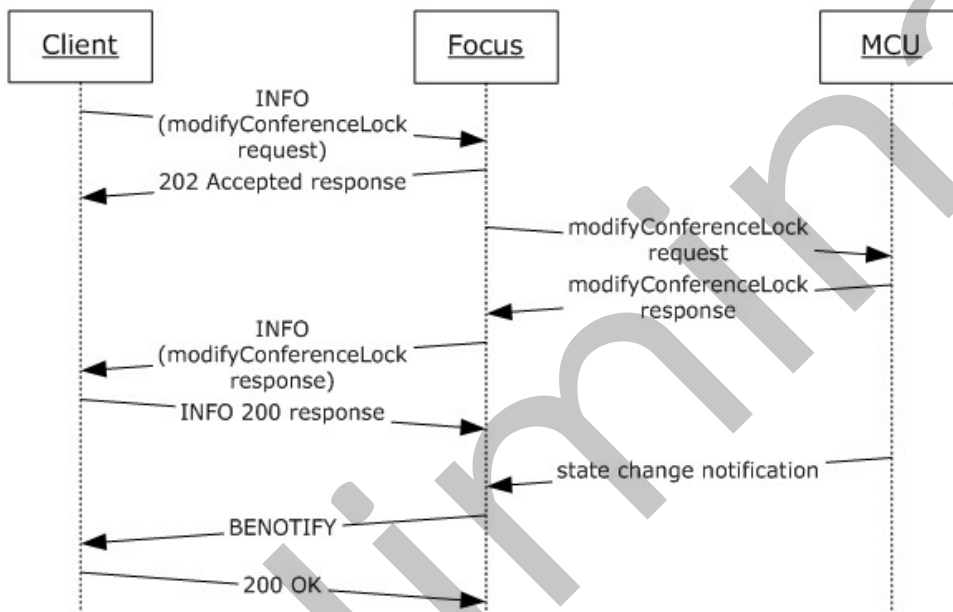 Client
Focus
MCU
INFO
(modifyConferenceLock
request)
202 Accepted response
modifyConferenceLock
request
modifyConferenceLock
response
INFO
(modifyConferenceLock
response)
INFO 200 response
state change notification
BENOTIFY
200 OK
limin